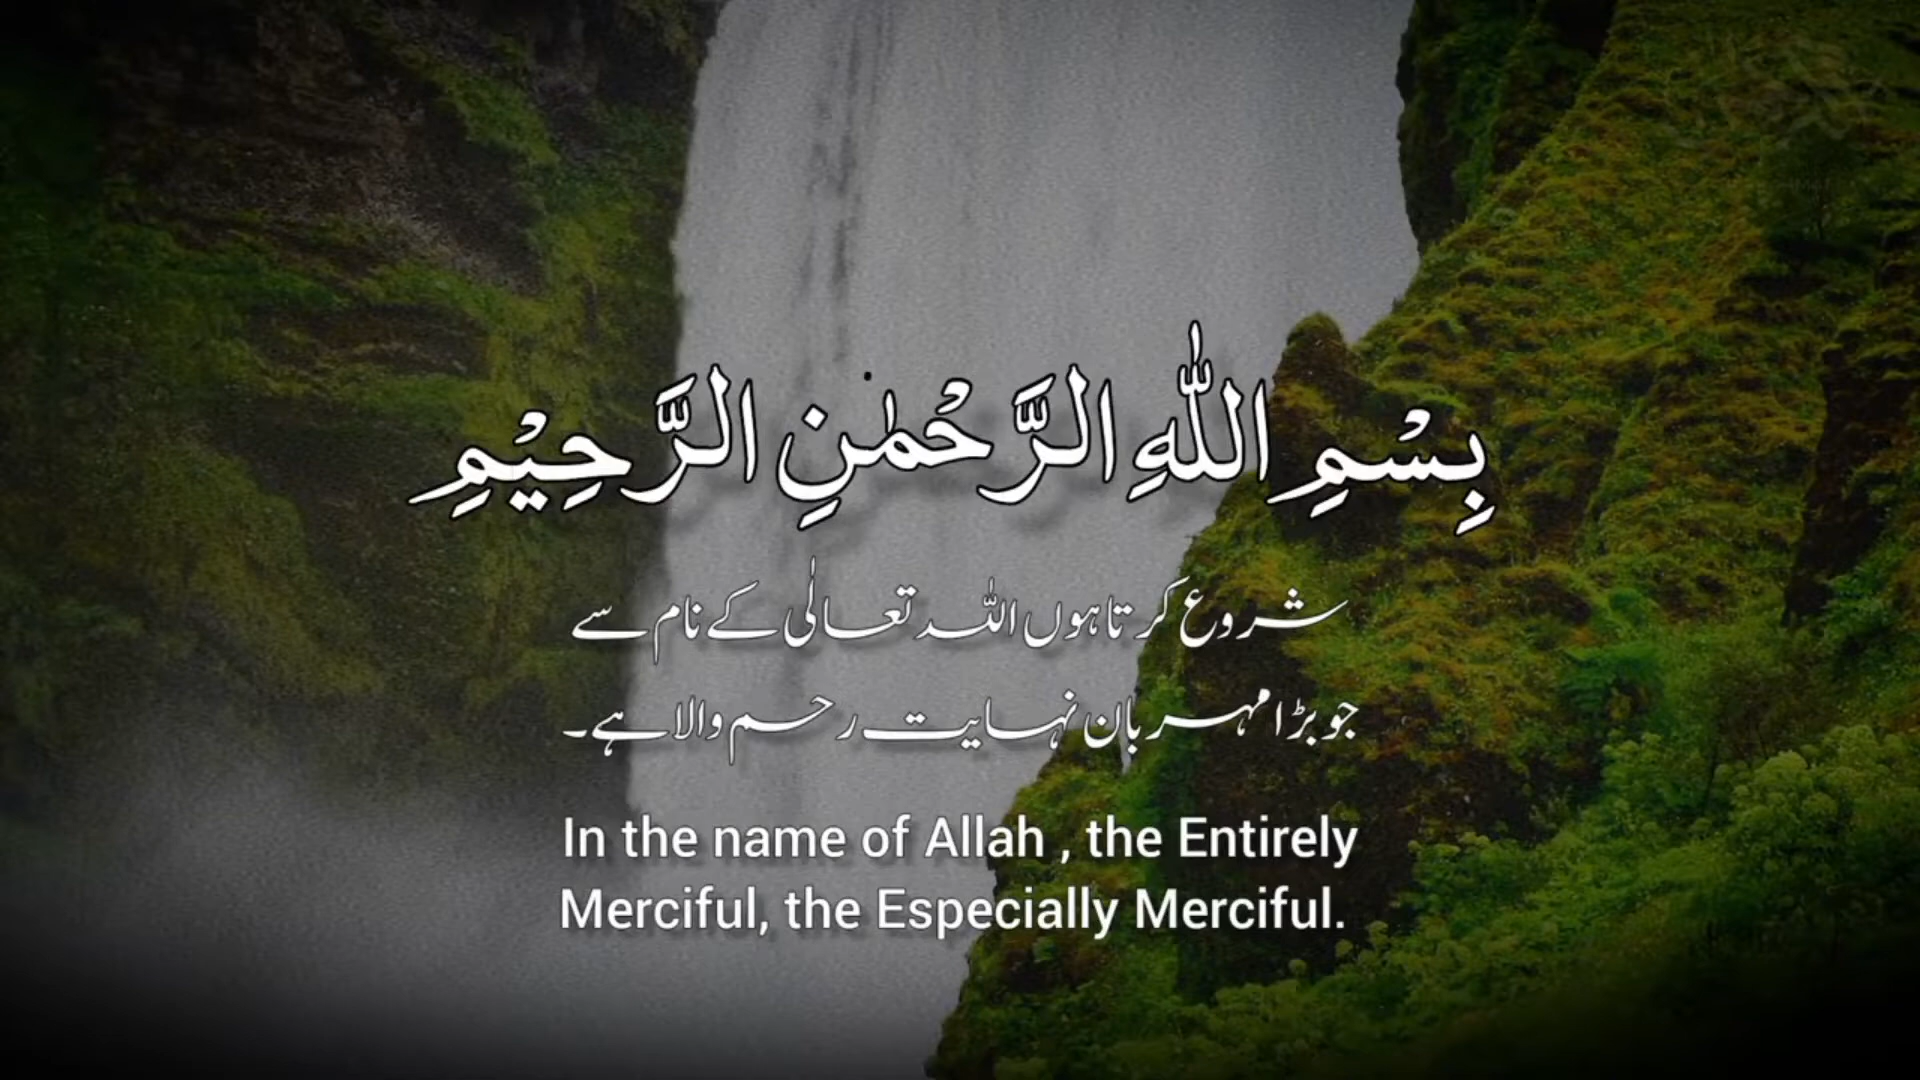 بِسْمِ اللّٰهِ الرَّحْمٰنِ الرَّحِيْمِ
شروع کرتا ہوں اللہ تعالٰی کے نام سے
جو بڑا مہربان نہایت رحم والا ہے۔
In the name of Allah , the Entirely
Merciful, the Especially Merciful.